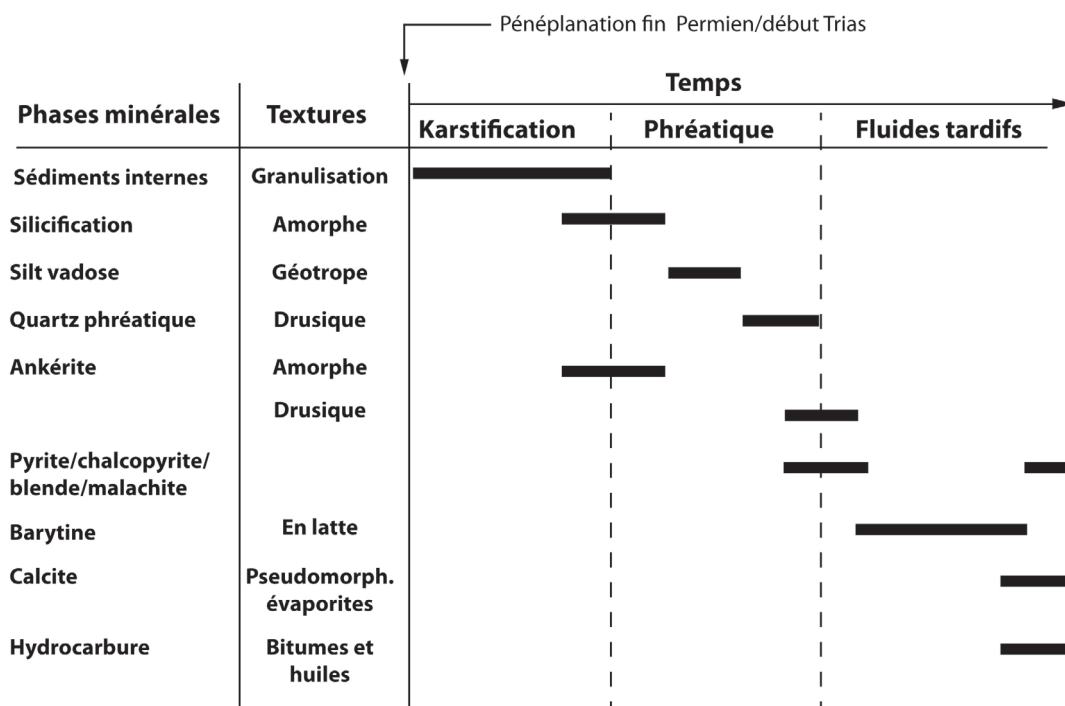 Pénéplanation fin Permien/début Trias
Temps
Phases minérales Textures Karstification Phréatique Fluides tardifs
Sédiments internes Granulisation
Silicification Amorphe
Silt vadose Géotrope
Quartz phréatique Drusique
Ankérite Amorphe
Drusique
Pyrite/chalcopyrite/
blende/malachite
Barytine En latte
Calcite Pseudomorph.
évaporites
Hydrocarbure Bitumes et
huiles